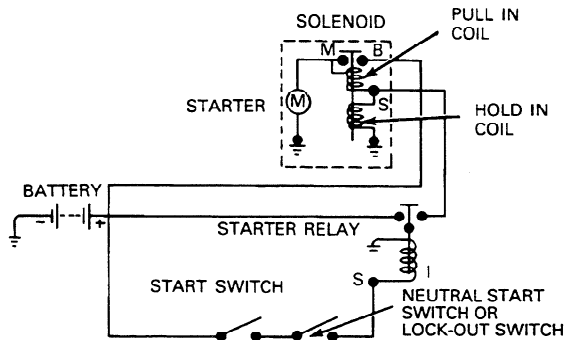 SOLENOID
PULL IN
COIL
M
B
STARTER
M
S
HOLD IN
COIL
BATTERY
-
+
STARTER RELAY
START SWITCH
S
I
NEUTRAL START
SWITCH OR
LOCK-OUT SWITCH